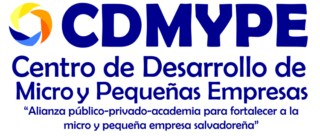 CDMYPE
Centro de Desarrollo de
Micro y Pequeñas Empresas
“Alianza público-privado-academia para fortalecer a la
micro y pequeña empresa salvadoreña”